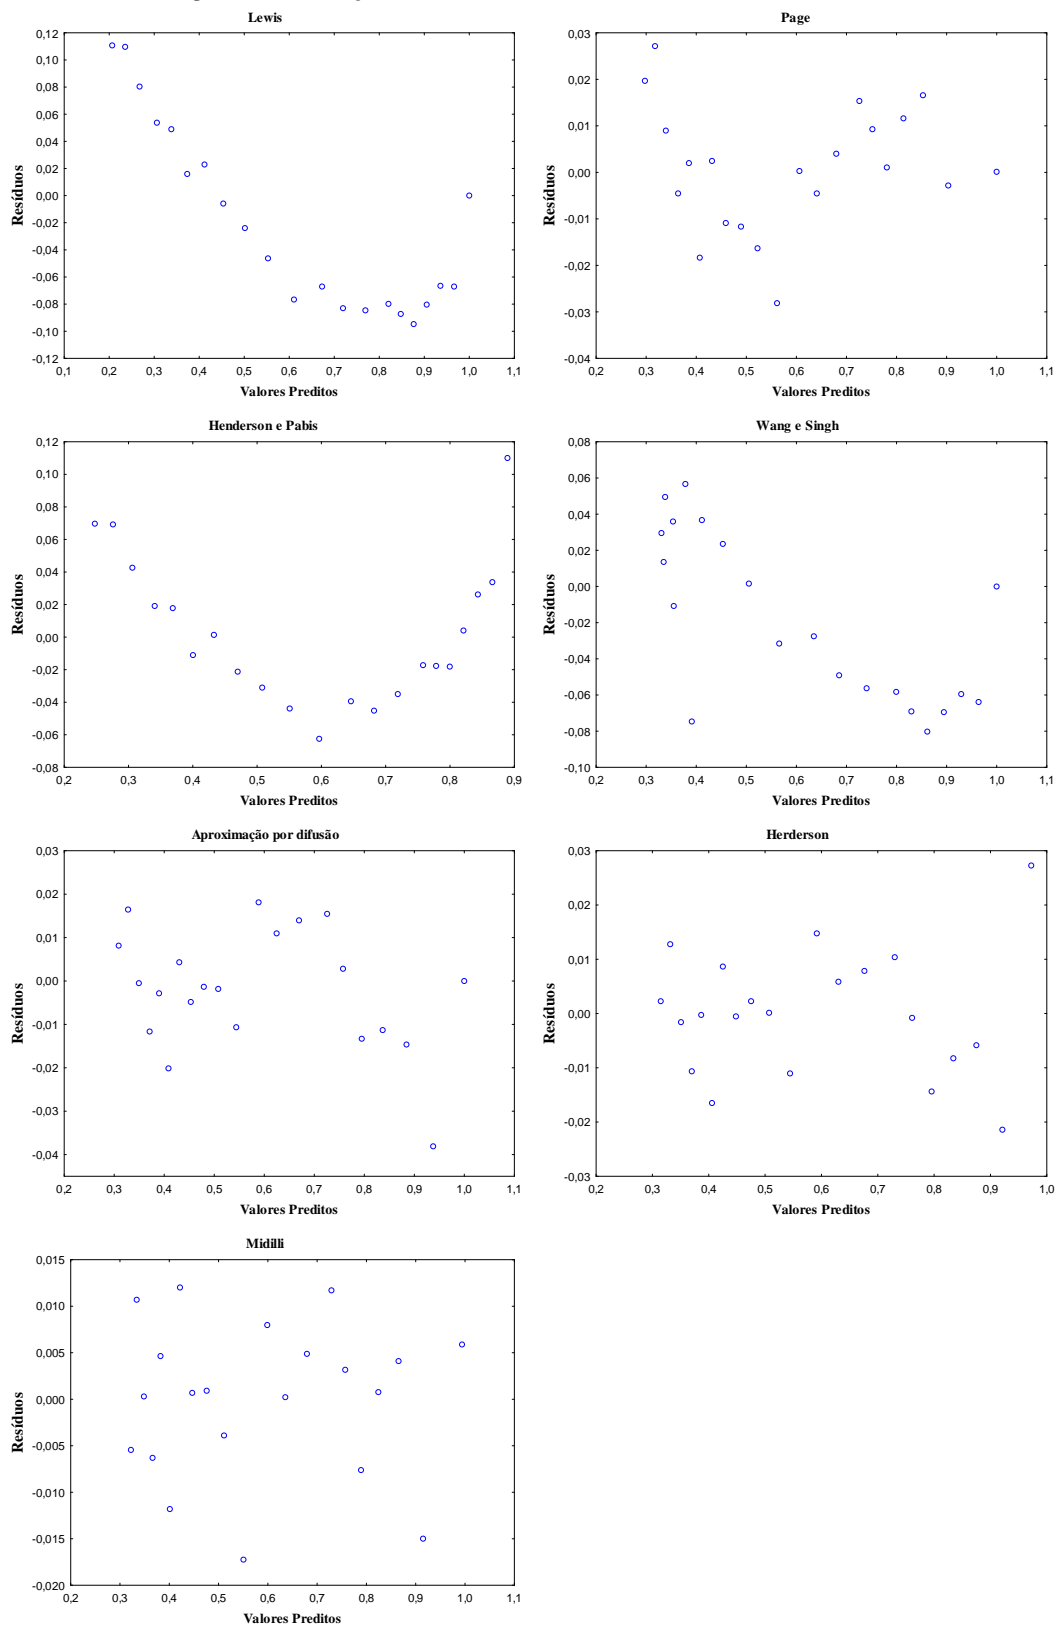 Lewis
0,12
0,10
0,08
0,06
0,04
0,02
0,00
-0,02
-0,04
-0,06
-0,08
-0,10
-0,12
0,1 0,2 0,3 0,4 0,5 0,6 0,7 0,8 0,9 1,0 1,1
Valores Preditos
Resíduos
Page
0,03
0,02
0,01
0,00
-0,01
-0,02
-0,03
-0,04
0,2 0,3 0,4 0,5 0,6 0,7 0,8 0,9 1,0 1,1
Valores Preditos
Resíduos
Henderson e Pabis
0,12
0,10
0,08
0,06
0,04
0,02
0,00
-0,02
-0,04
-0,06
-0,08
0,2 0,3 0,4 0,5 0,6 0,7 0,8 0,9
Valores Preditos
Resíduos
Wang e Singh
0,08
0,06
0,04
0,02
0,00
-0,02
-0,04
-0,06
-0,08
-0,10
0,2 0,3 0,4 0,5 0,6 0,7 0,8 0,9 1,0 1,1
Valores Preditos
Resíduos
Aproximação por difusão
0,03
0,02
0,01
0,00
-0,01
-0,02
-0,03
-0,04
0,2 0,3 0,4 0,5 0,6 0,7 0,8 0,9 1,0 1,1
Valores Preditos
Resíduos
Herderson
0,03
0,02
0,01
0,00
-0,01
-0,02
-0,03
0,2 0,3 0,4 0,5 0,6 0,7 0,8 0,9 1,0
Valores Preditos
Resíduos
Midilli
0,015
0,010
0,005
0,000
-0,005
-0,010
-0,015
-0,020
0,2 0,3 0,4 0,5 0,6 0,7 0,8 0,9 1,0 1,1
Valores Preditos
Resíduos